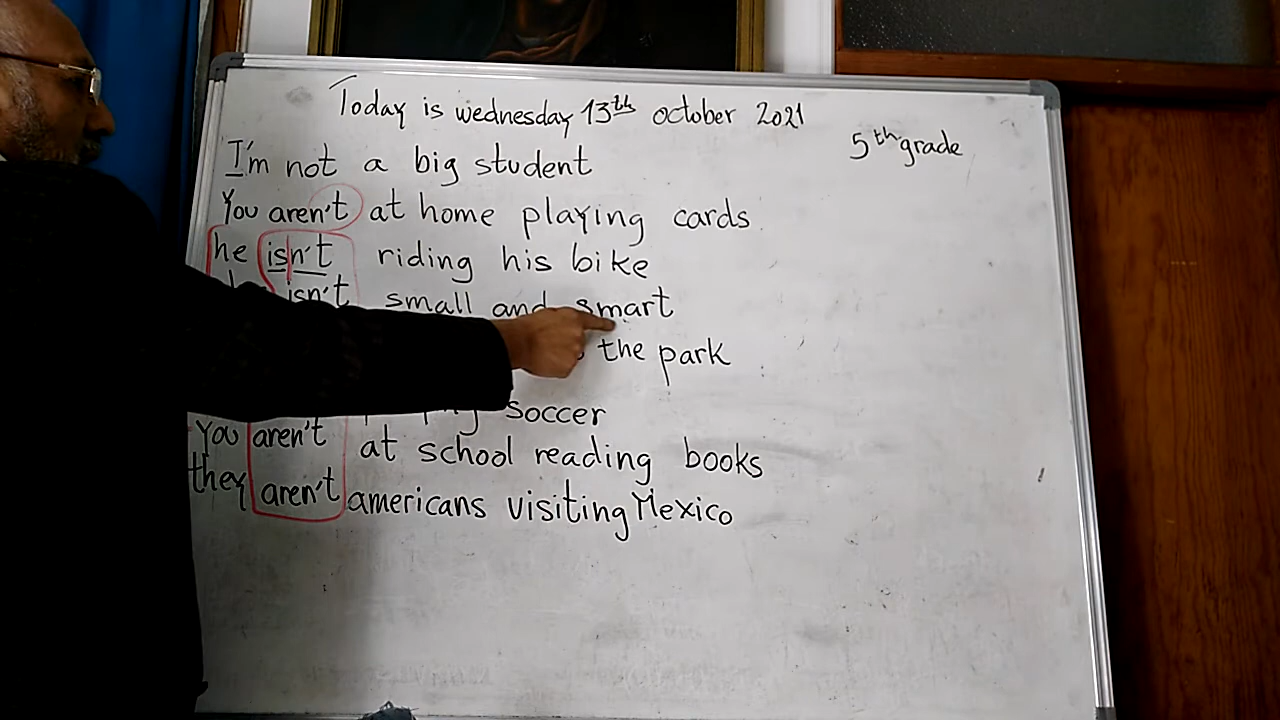 Today is wednesday 13th october 2021
5th grade
I'm not a big student
You aren't at home playing cards
he isn't riding his bike
isn't small and smart
the park
soccer
You aren't at school reading books
they aren't americans visiting Mexico